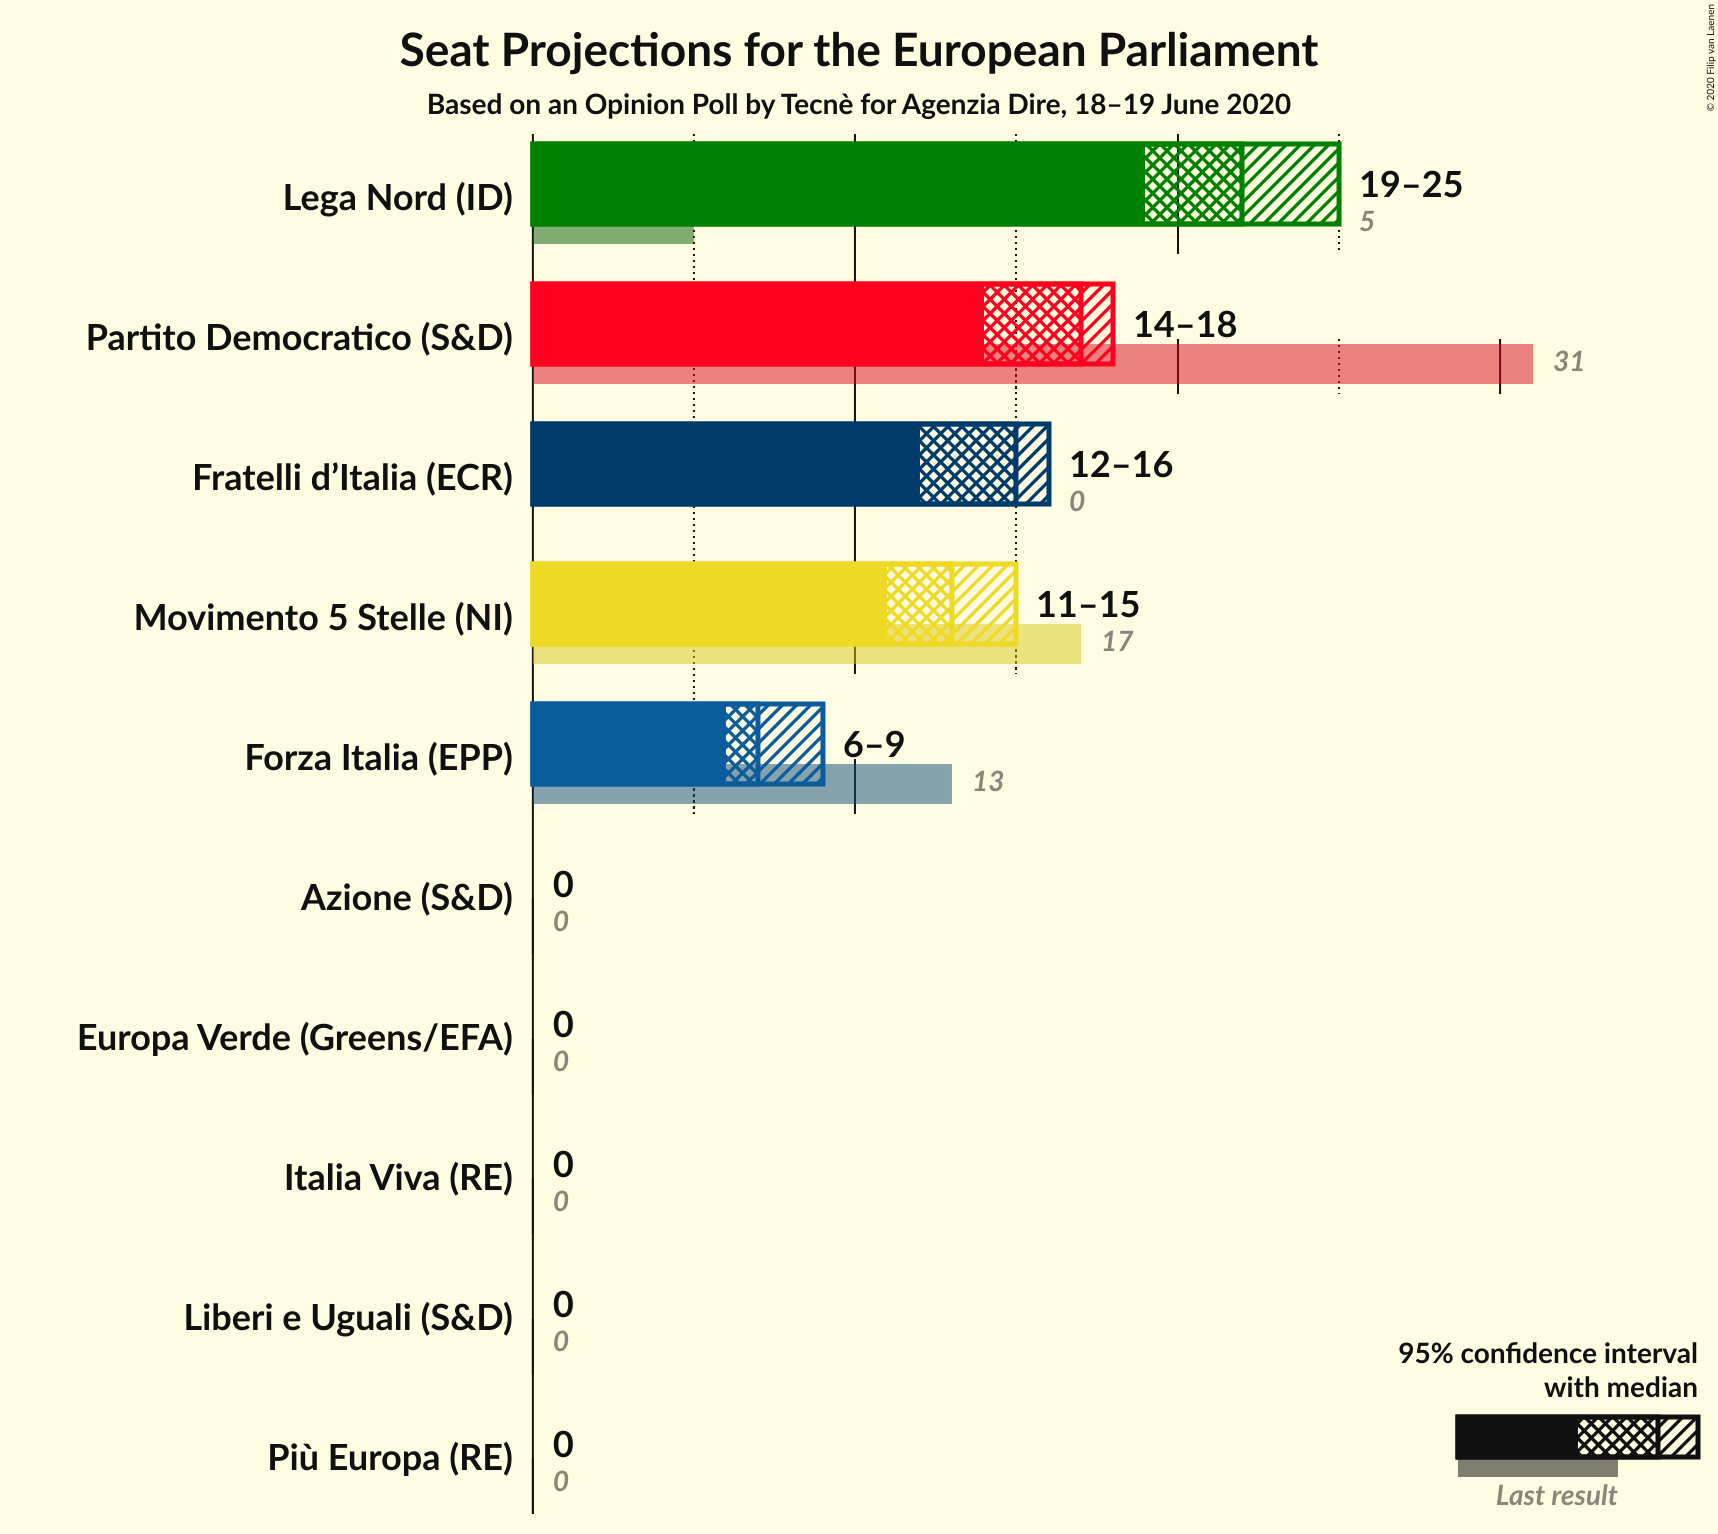 Seat Projections for the European Parliament
Based on an Opinion Poll by Tecnè for Agenzia Dire, 18–19 June 2020
© 2020 Filip van Laenen
Lega Nord (ID)
19–25
5
Partito Democratico (S&D)
14–18
31
Fratelli d’Italia (ECR)
12–16
0
Movimento 5 Stelle (NI)
11–15
17
Forza Italia (EPP)
6–9
13
Azione (S&D)
0
0
Europa Verde (Greens/EFA)
0
0
Italia Viva (RE)
0
0
Liberi e Uguali (S&D)
0
0
Più Europa (RE)
0
0
95% confidence interval
with median
Last result